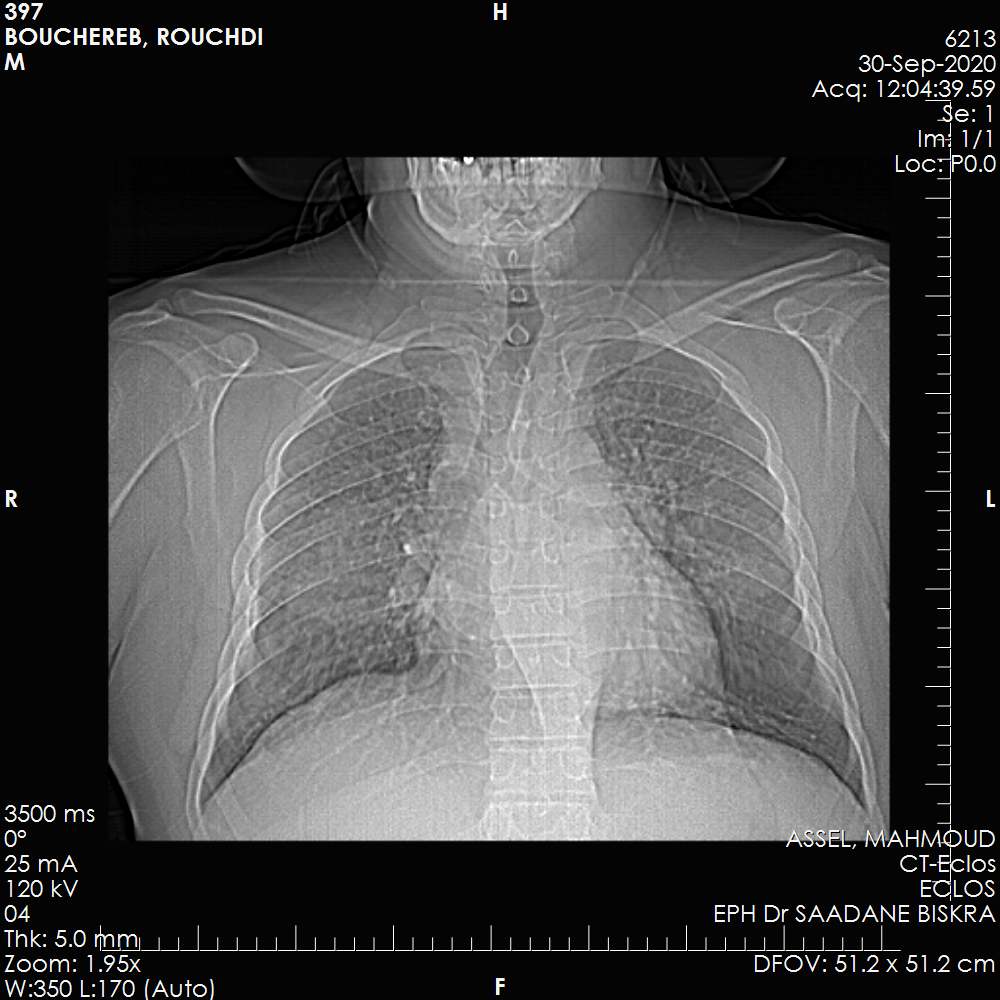 397
BOUCHEREB, ROUCHDI
M
H
6213
30-Sep-2020
Acq: 12:04:39.59
Se: 1
Im: 1/1
Loc: P0.0
R
L
3500 ms
0°
25 mA
120 kV
04
Thk: 5.0 mm
Zoom: 1.95x
W:350 L:170 (Auto)
F
ASSEL, MAHMOUD
CT-Eclos
ECLOS
EPH Dr SAADANE BISKRA
DFOV: 51.2 x 51.2 cm